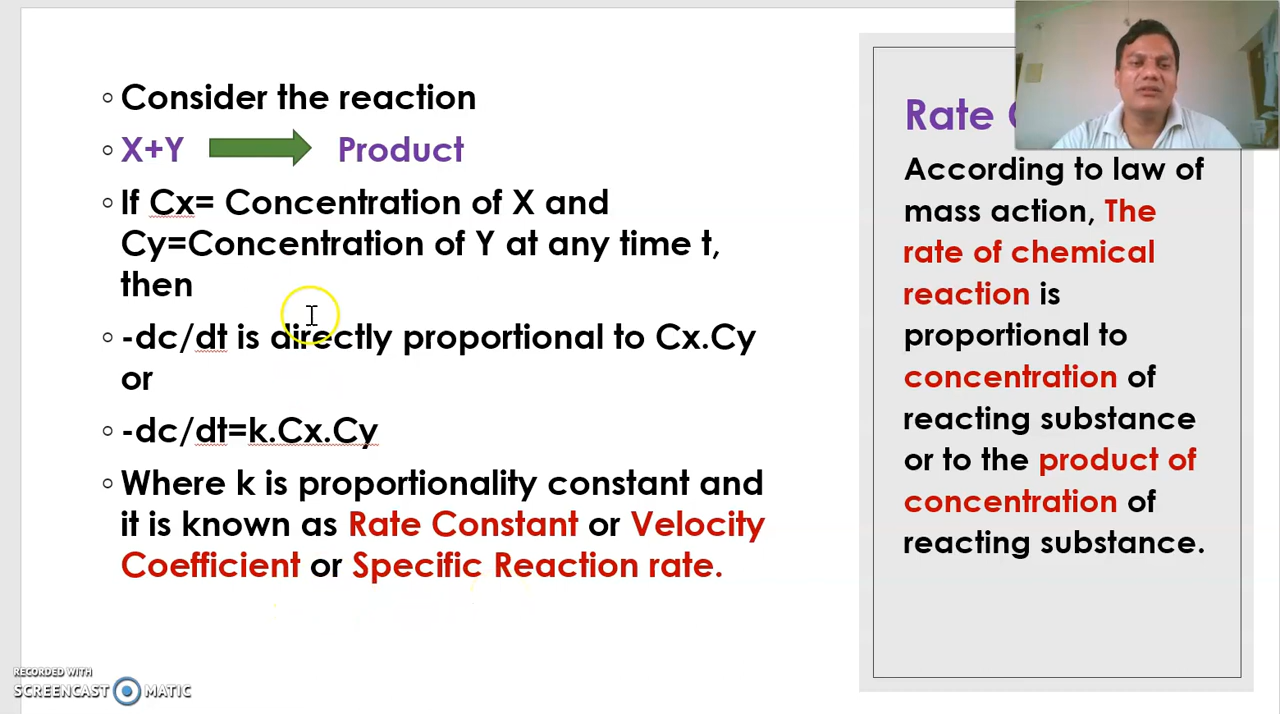 Consider the reaction
X+Y Product
If Cx= Concentration of X and
Cy=Concentration of Y at any time t,
then
-dc/dt is directly proportional to Cx.Cy
or
-dc/dt=k.Cx.Cy
Where k is proportionality constant and
it is known as Rate Constant or Velocity
Coefficient or Specific Reaction rate.
Rate
According to law of
mass action, The
rate of chemical
reaction is
proportional to
concentration of
reacting substance
or to the product of
concentration of
reacting substance.
RECORDED WITH
SCREENCAST MATIC